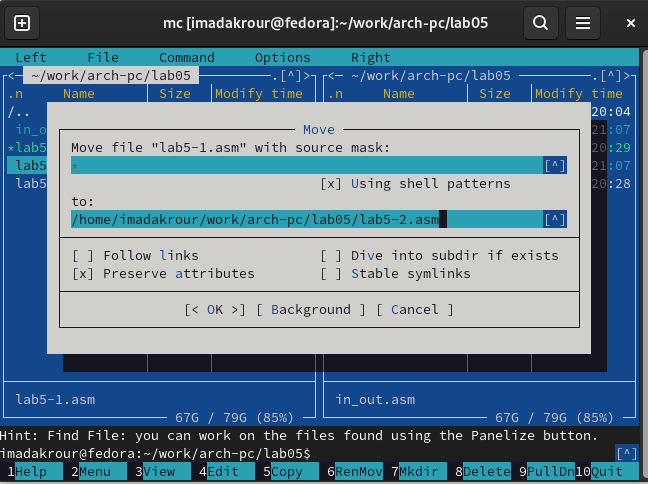 mc [imadakrour@fedora]:~/work/arch-pc/lab05
Left File Command Options Right
<─ ~/work/arch-pc/lab05 .[^]> <─ ~/work/arch-pc/lab05 .[^]>
.n Name Size Modify time .n Name Size Modify time
/.. 20:04
in_o 21:07
*lab5 20:29
lab5 21:07
lab5 20:28
Move
Move file "lab5-1.asm" with source mask:
* [^]
[x] Using shell patterns
to:
/home/imadakrour/work/arch-pc/lab05/lab5-2.asm [^]
[ ] Follow links [ ] Dive into subdir if exists
[x] Preserve attributes [ ] Stable symlinks
[< OK >] [ Background ] [ Cancel ]
lab5-1.asm in_out.asm
67G / 79G (85%) 67G / 79G (85%)
Hint: Find File: you can work on the files found using the Panelize button.
imadakrour@fedora:~/work/arch-pc/lab05$ [^]
1Help 2Menu 3View 4Edit 5Copy 6RenMov 7Mkdir 8Delete 9PullDn 10Quit